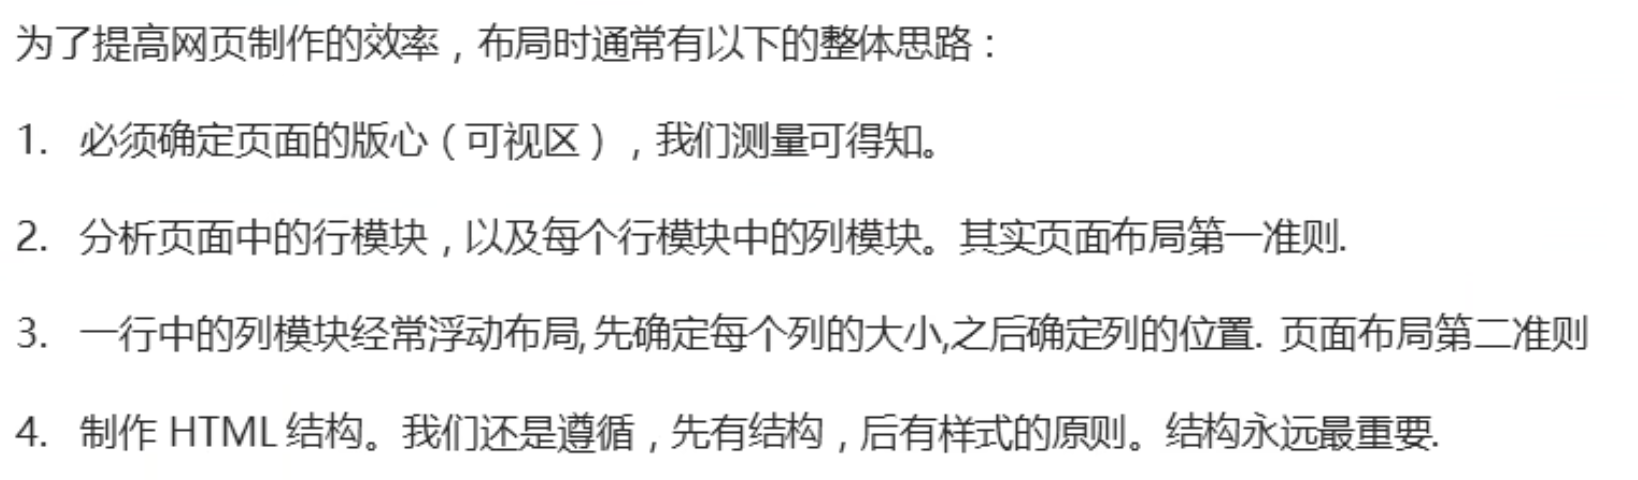 为了提高网页制作的效率，布局时通常有以下的整体思路：
1. 必须确定页面的版心（可视区），我们测量可得知。
2. 分析页面中的行模块，以及每个行模块中的列模块。其实页面布局第一准则.
3. 一行中的列模块经常浮动布局,先确定每个列的大小,之后确定列的位置. 页面布局第二准则
4. 制作 HTML 结构。我们还是遵循，先有结构，后有样式的原则。结构永远最重要.